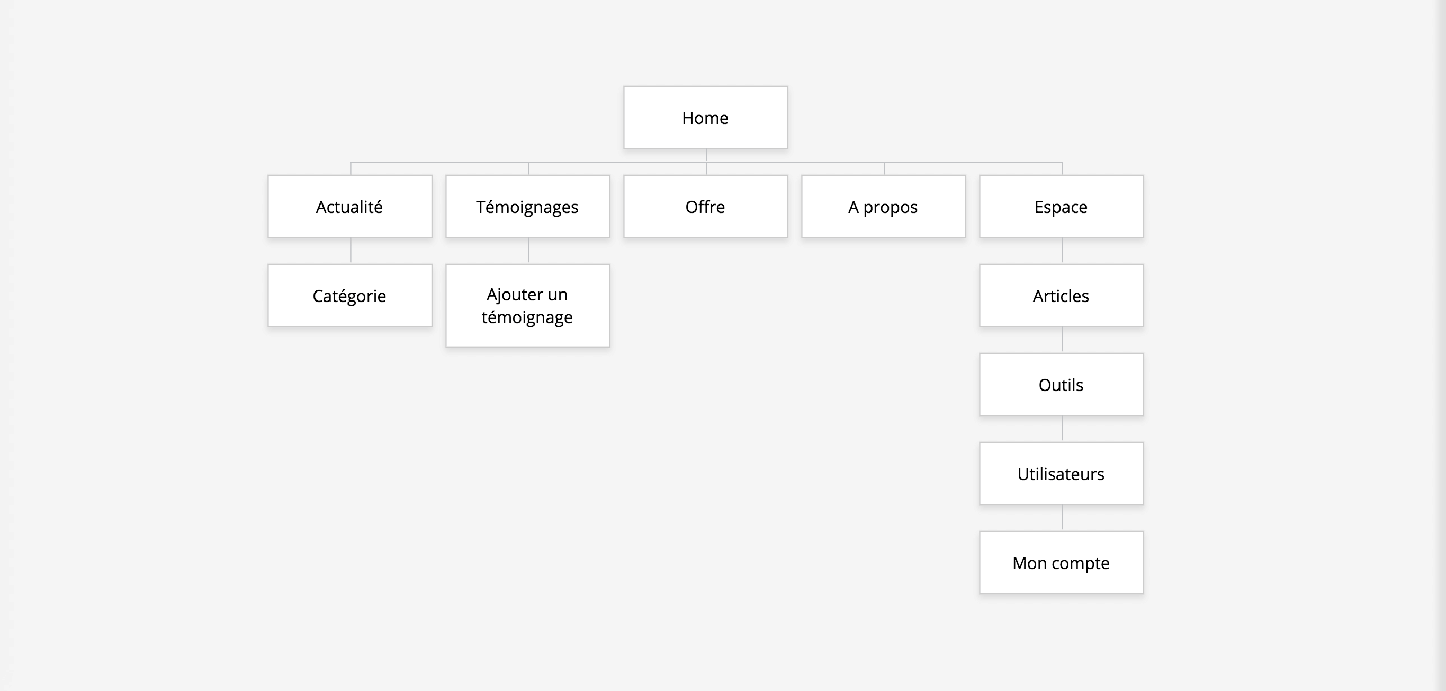 Home
Actualité
Témoignages
Offre
A propos
Espace
Catégorie
Ajouter un
témoignage
Articles
Outils
Utilisateurs
Mon compte